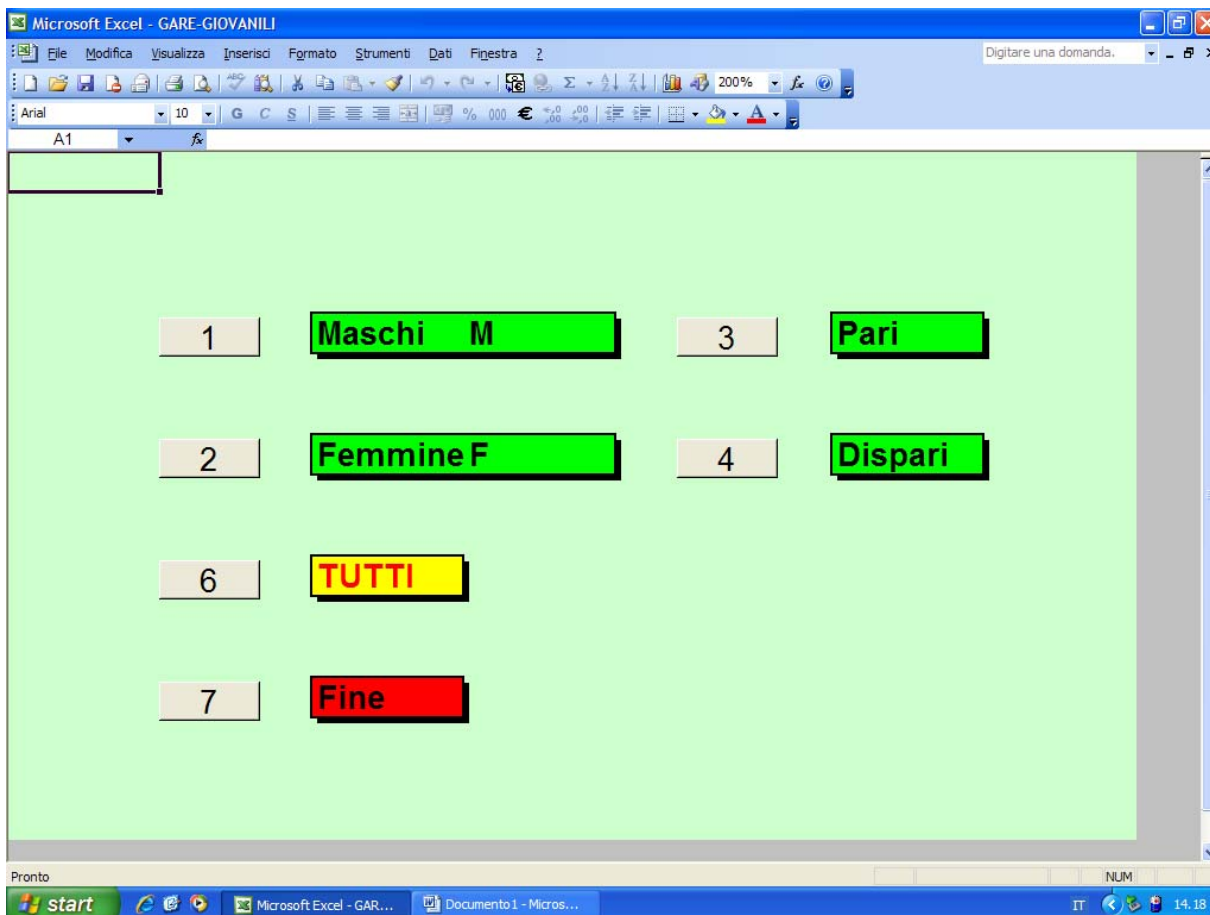 Microsoft Excel - GARE-GIOVANILI
File Modifica Visualizza Inserisci Formato Strumenti Dati Finestra ? Digitare una domanda.
200%
Arial 10 G C S % 000 €
A1 fx
1 Maschi M 3 Pari
2 Femmine F 4 Dispari
6 TUTTI
7 Fine
Pronto NUM
start Microsoft Excel - GAR... Documento1 - Micros... IT 14.18